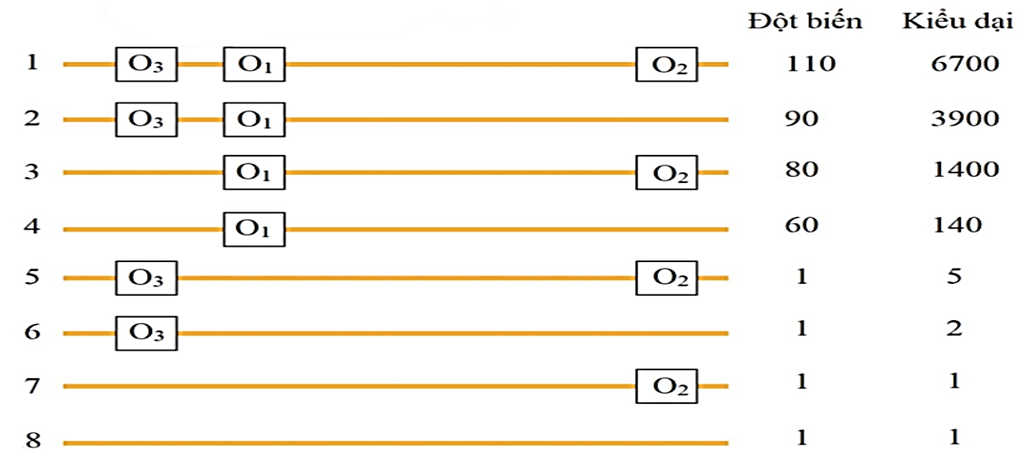 Đột biến Kiểu dại
1 O₃ O₁ O₂ 110 6700
2 O₃ O₁ 90 3900
3 O₁ O₂ 80 1400
4 O₁ 60 140
5 O₃ O₂ 1 5
6 O₃ 1 2
7 O₂ 1 1
8 1 1